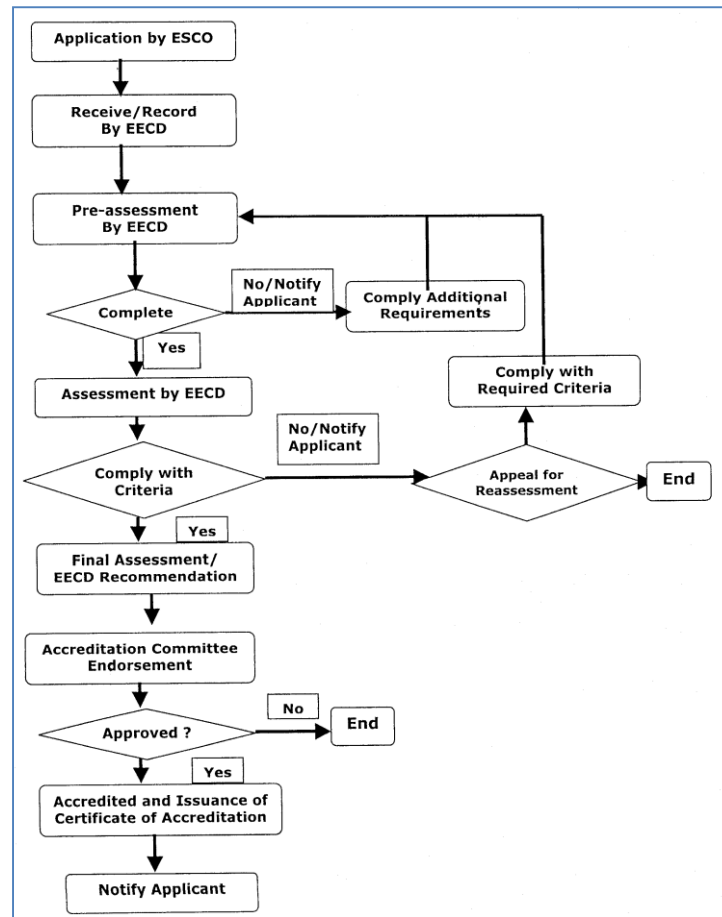 Application by ESCO
Receive/Record
By EECD
Pre-assessment
By EECD
No/Notify
Applicant
Complete
Comply Additional
Requirements
Yes
Comply with
Required Criteria
Assessment by EECD
No/Notify
Applicant
Comply with
Criteria
Appeal for
Reassessment
End
Yes
Final Assessment/
EECD Recommendation
Accreditation Committee
Endorsement
No
Approved ?
End
Yes
Accredited and Issuance of
Certificate of Accreditation
Notify Applicant